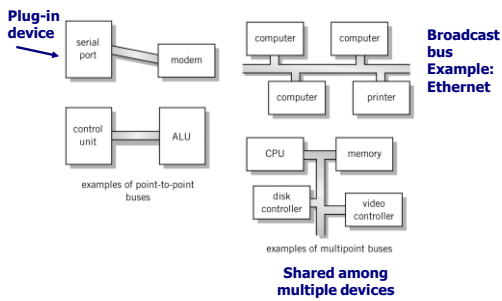 Plug-in
device
serial
port
modem
control
unit
ALU
examples of point-to-point
buses
computer
computer
computer
printer
Broadcast
bus
Example:
Ethernet
CPU
memory
disk
controller
video
controller
examples of multipoint buses
Shared among
multiple devices